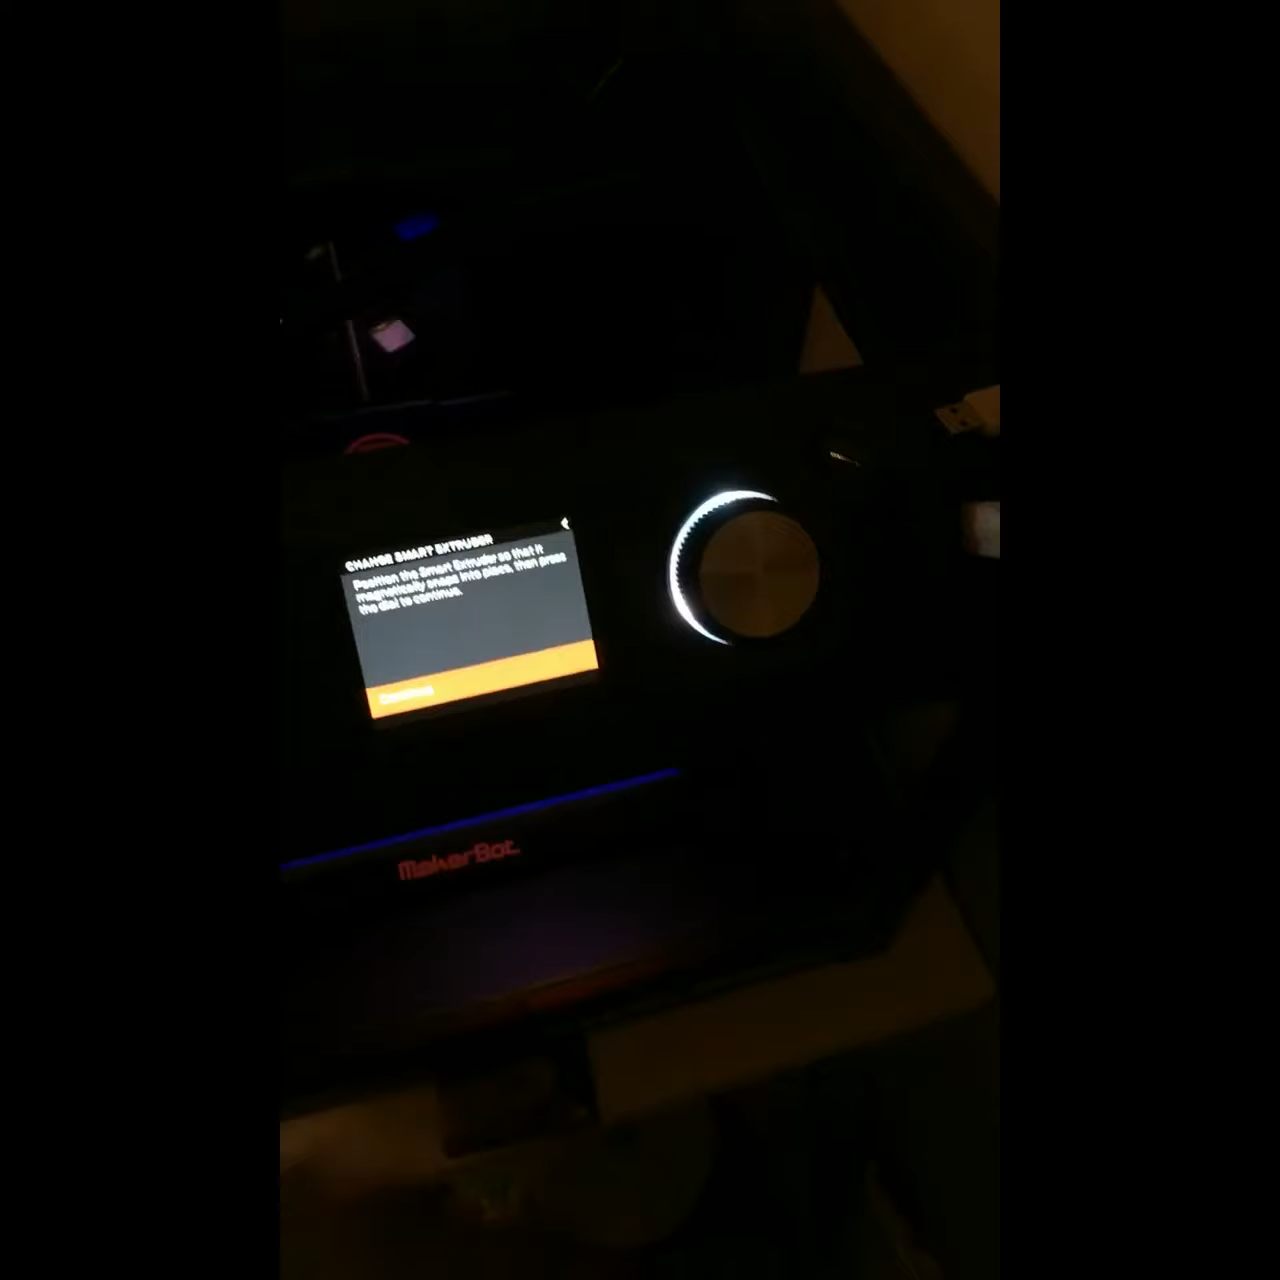 CHANGE SMART EXTRUDER
Position the Smart Extruder so that it
magnetically snaps into place, then press
the dial to continue.
Continue
MakerBot.